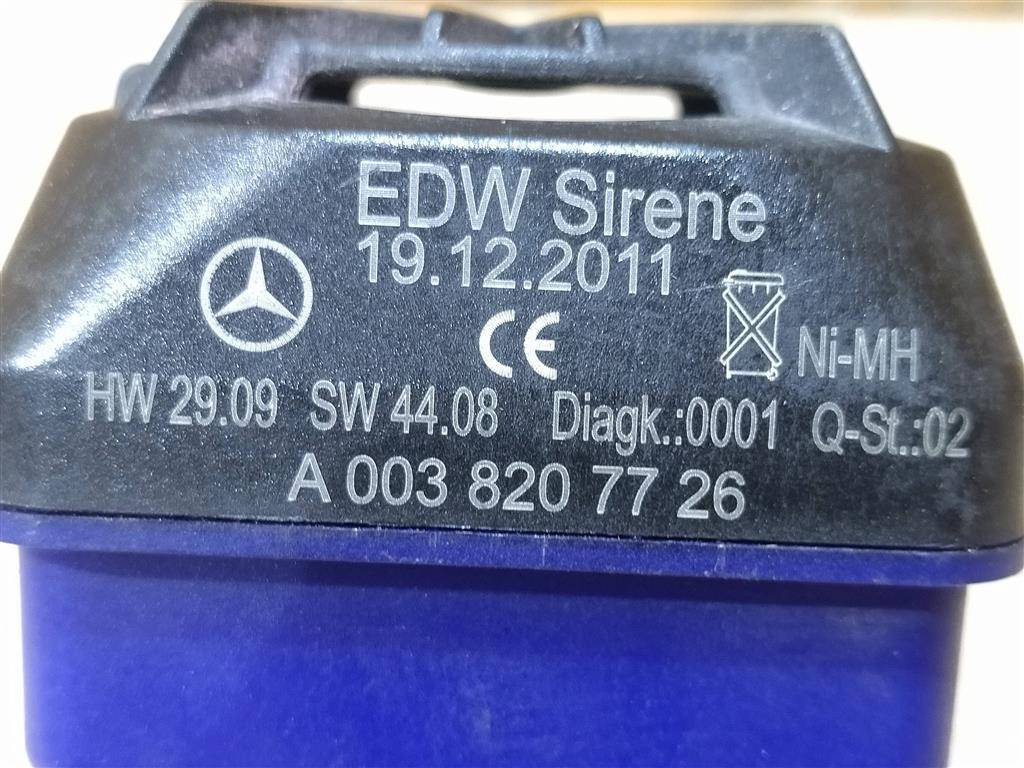 EDW Sirene
19.12.2011
CE
Ni-MH
HW 29.09 SW 44.08 Diagk.:0001 Q-St.:02
A 003 820 77 26